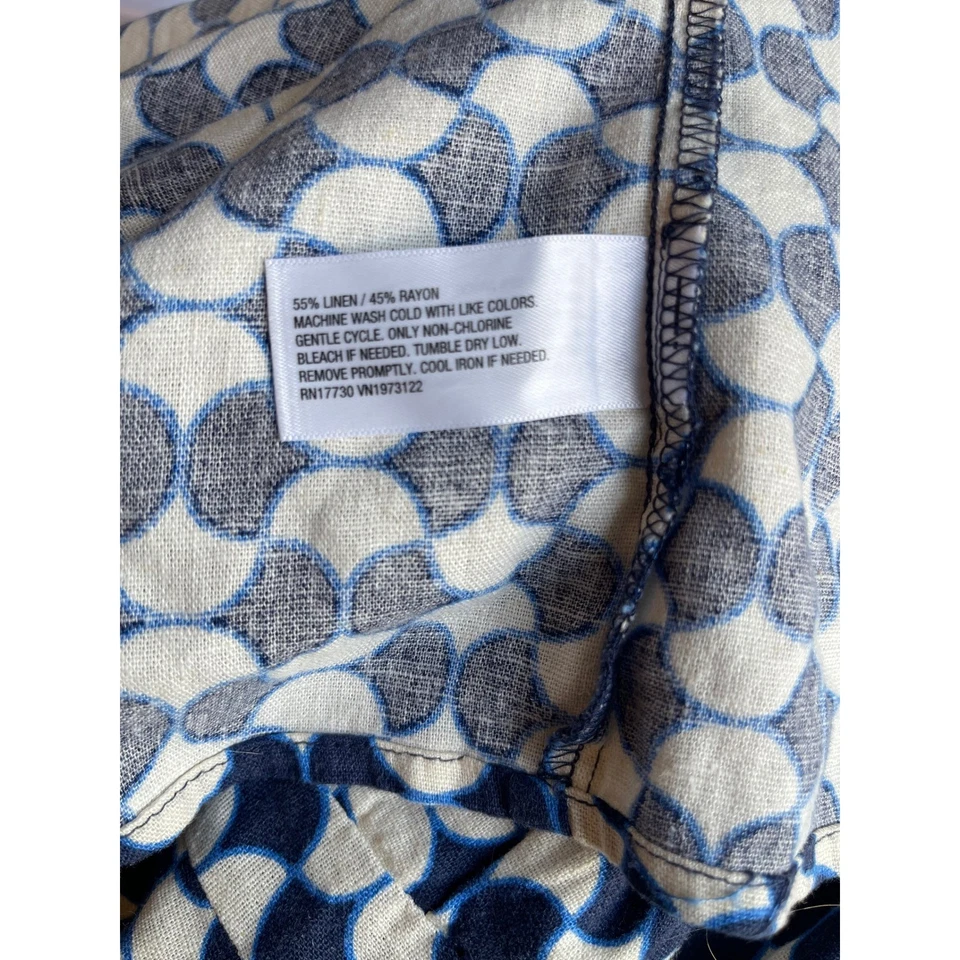 55% LINEN / 45% RAYON
MACHINE WASH COLD WITH LIKE COLORS.
GENTLE CYCLE. ONLY NON-CHLORINE
BLEACH IF NEEDED. TUMBLE DRY LOW.
REMOVE PROMPTLY. COOL IRON IF NEEDED.
RN17730 VN1973122